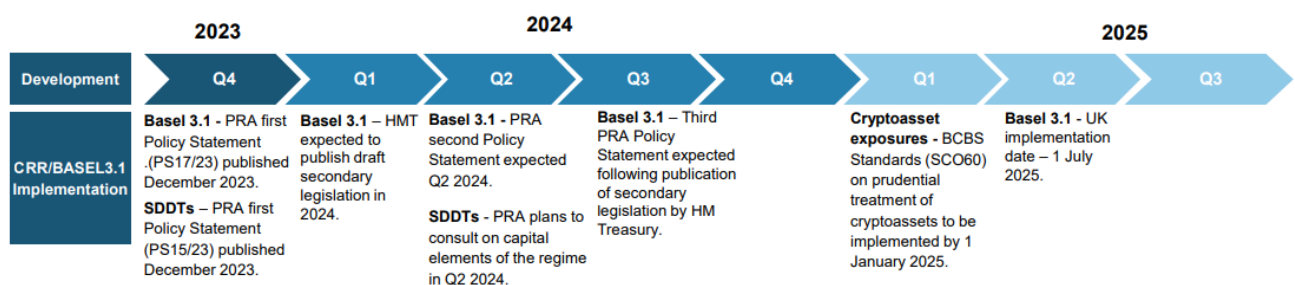 2023
2024
2025
Development
Q4
Q1
Q2
Q3
Q4
Q1
Q2
Q3
CRR/BASEL3.1
Implementation
Basel 3.1 - PRA first
Policy Statement
.(PS17/23) published
December 2023.
SDDTs – PRA first
Policy Statement
(PS15/23) published
December 2023.
Basel 3.1 – HMT
expected to
publish draft
secondary
legislation in
2024.
Basel 3.1 - PRA
second Policy
Statement expected
Q2 2024.
SDDTs - PRA plans to
consult on capital
elements of the regime
in Q2 2024.
Basel 3.1 – Third
PRA Policy
Statement expected
following publication
of secondary
legislation by HM
Treasury.
Cryptoasset
exposures - BCBS
Standards (SCO60)
on prudential
treatment of
cryptoassets to be
implemented by 1
January 2025.
Basel 3.1 - UK
implementation
date – 1 July
2025.